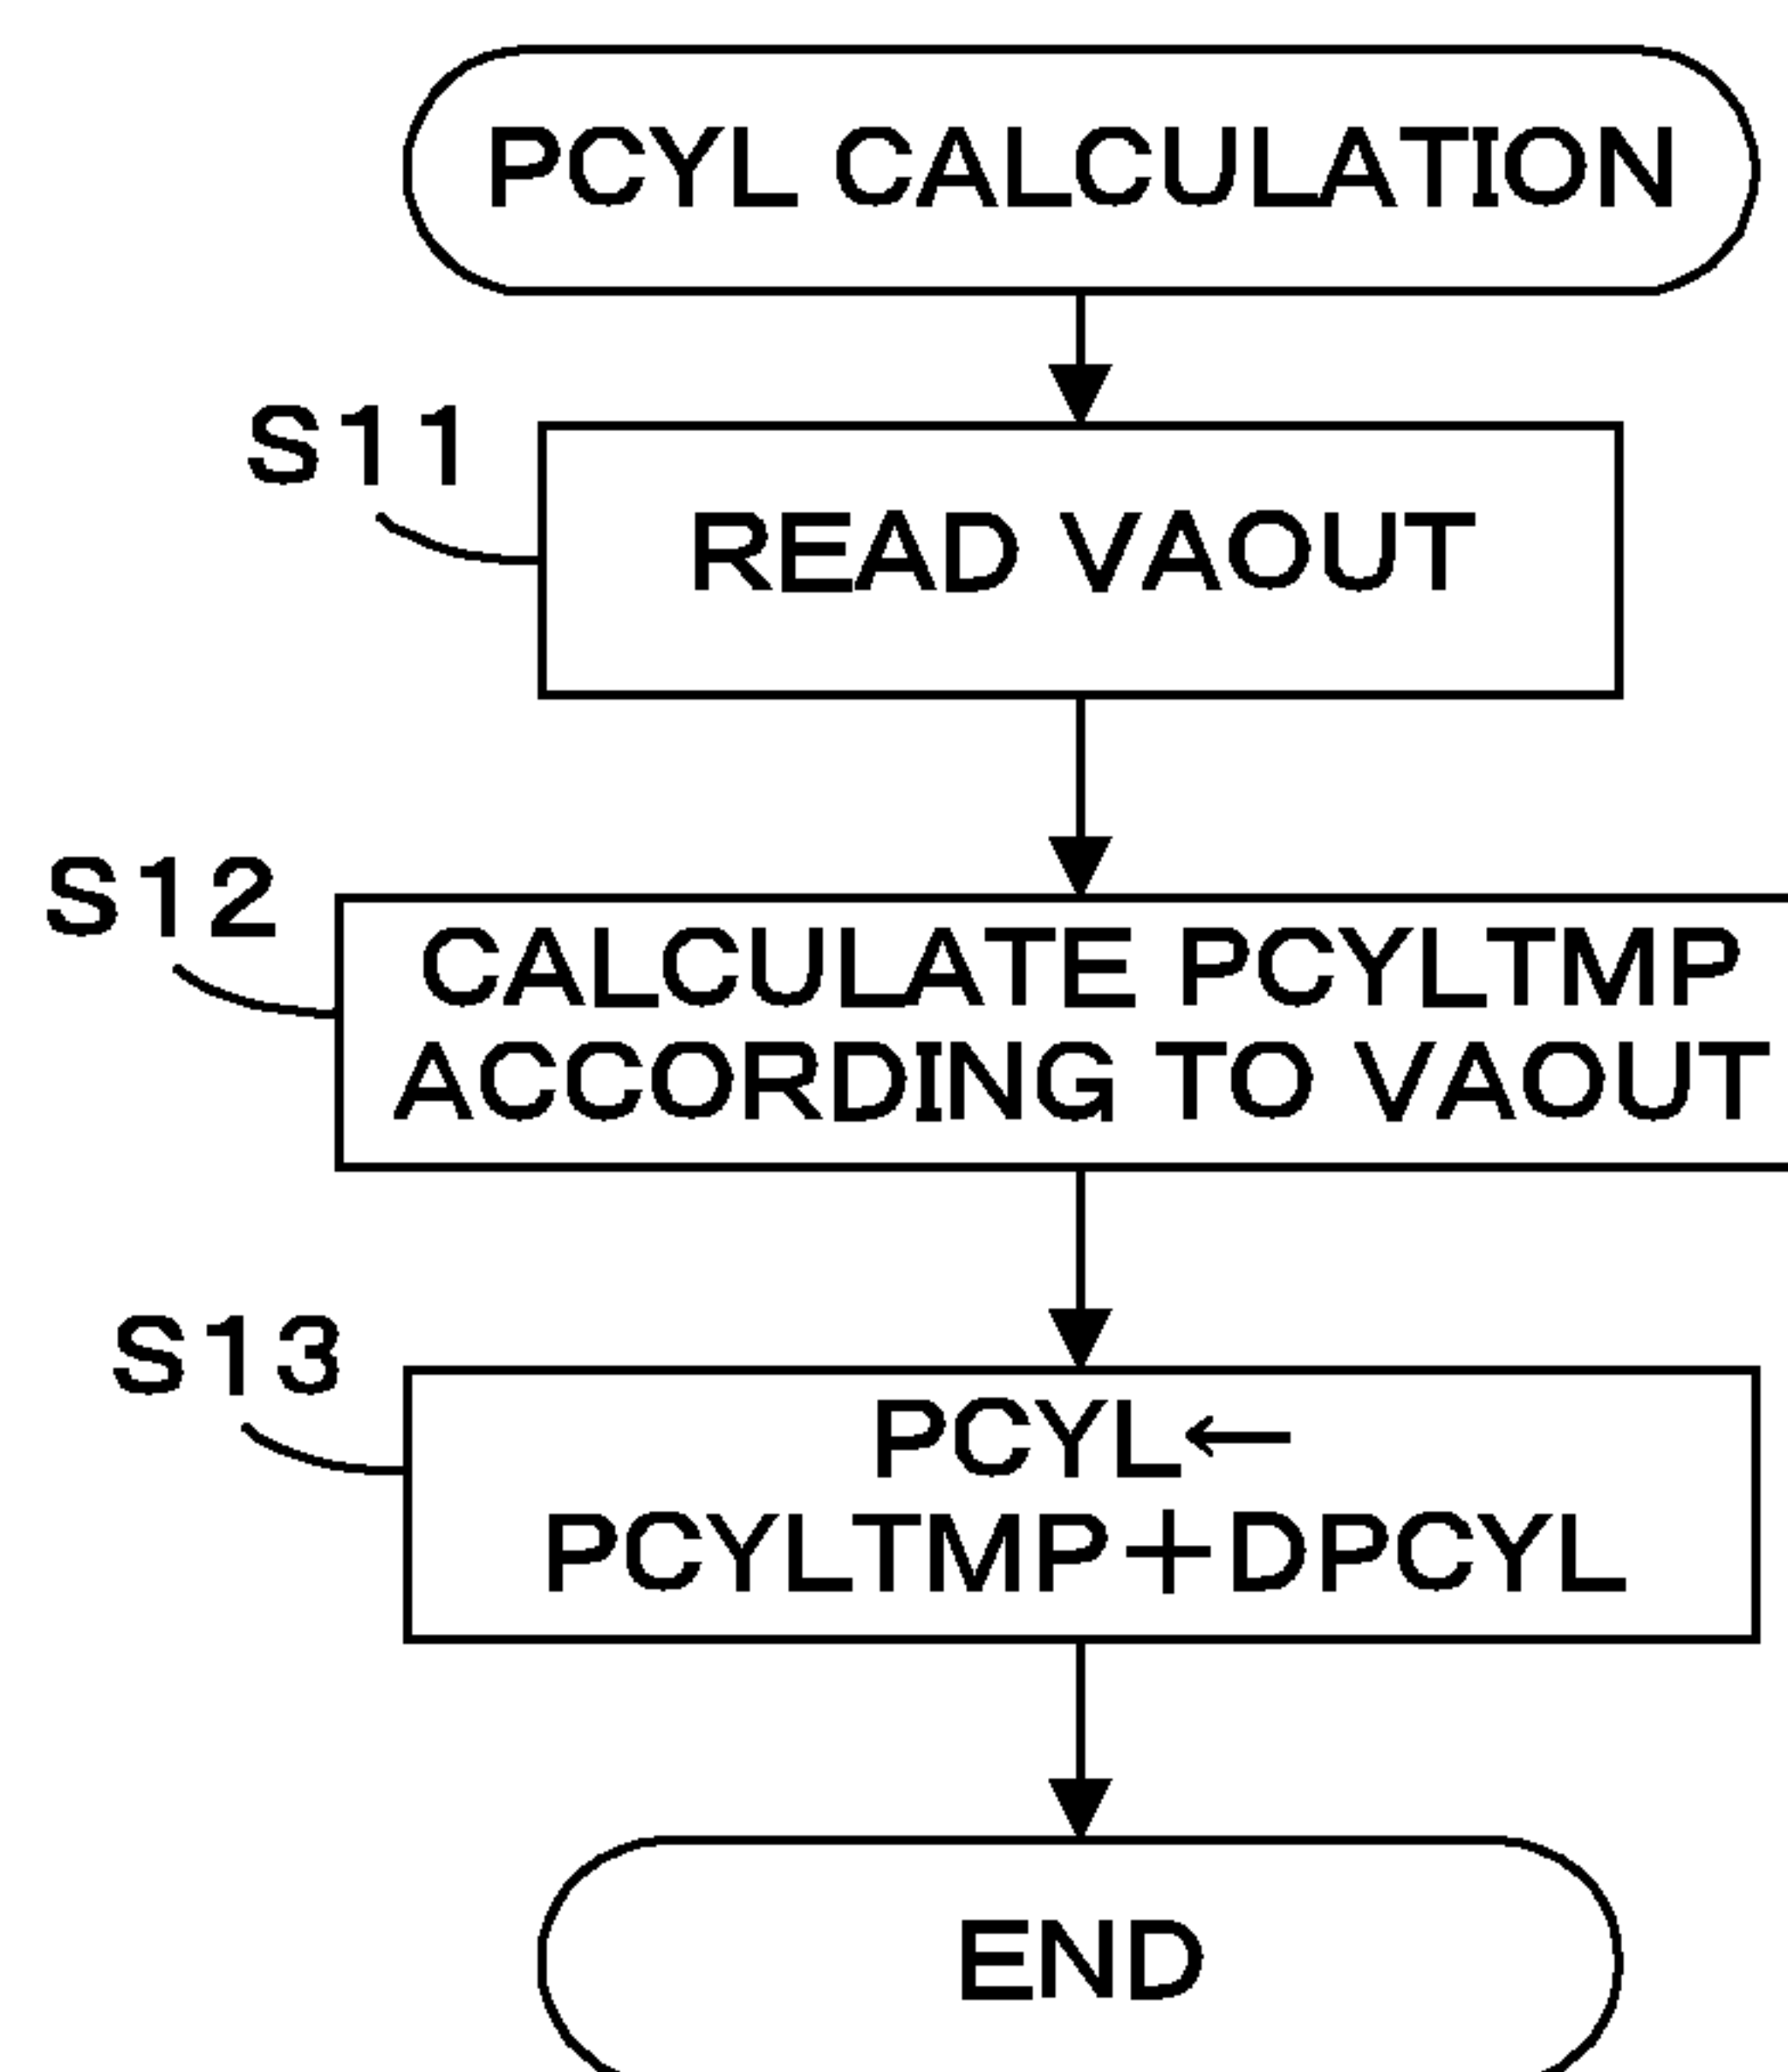 PCYL CALCULATION
S11
READ VAOUT
S12
CALCULATE PCYLTMP
ACCORDING TO VAOUT
S13
PCYL←
PCYLTMP+DPCYL
END